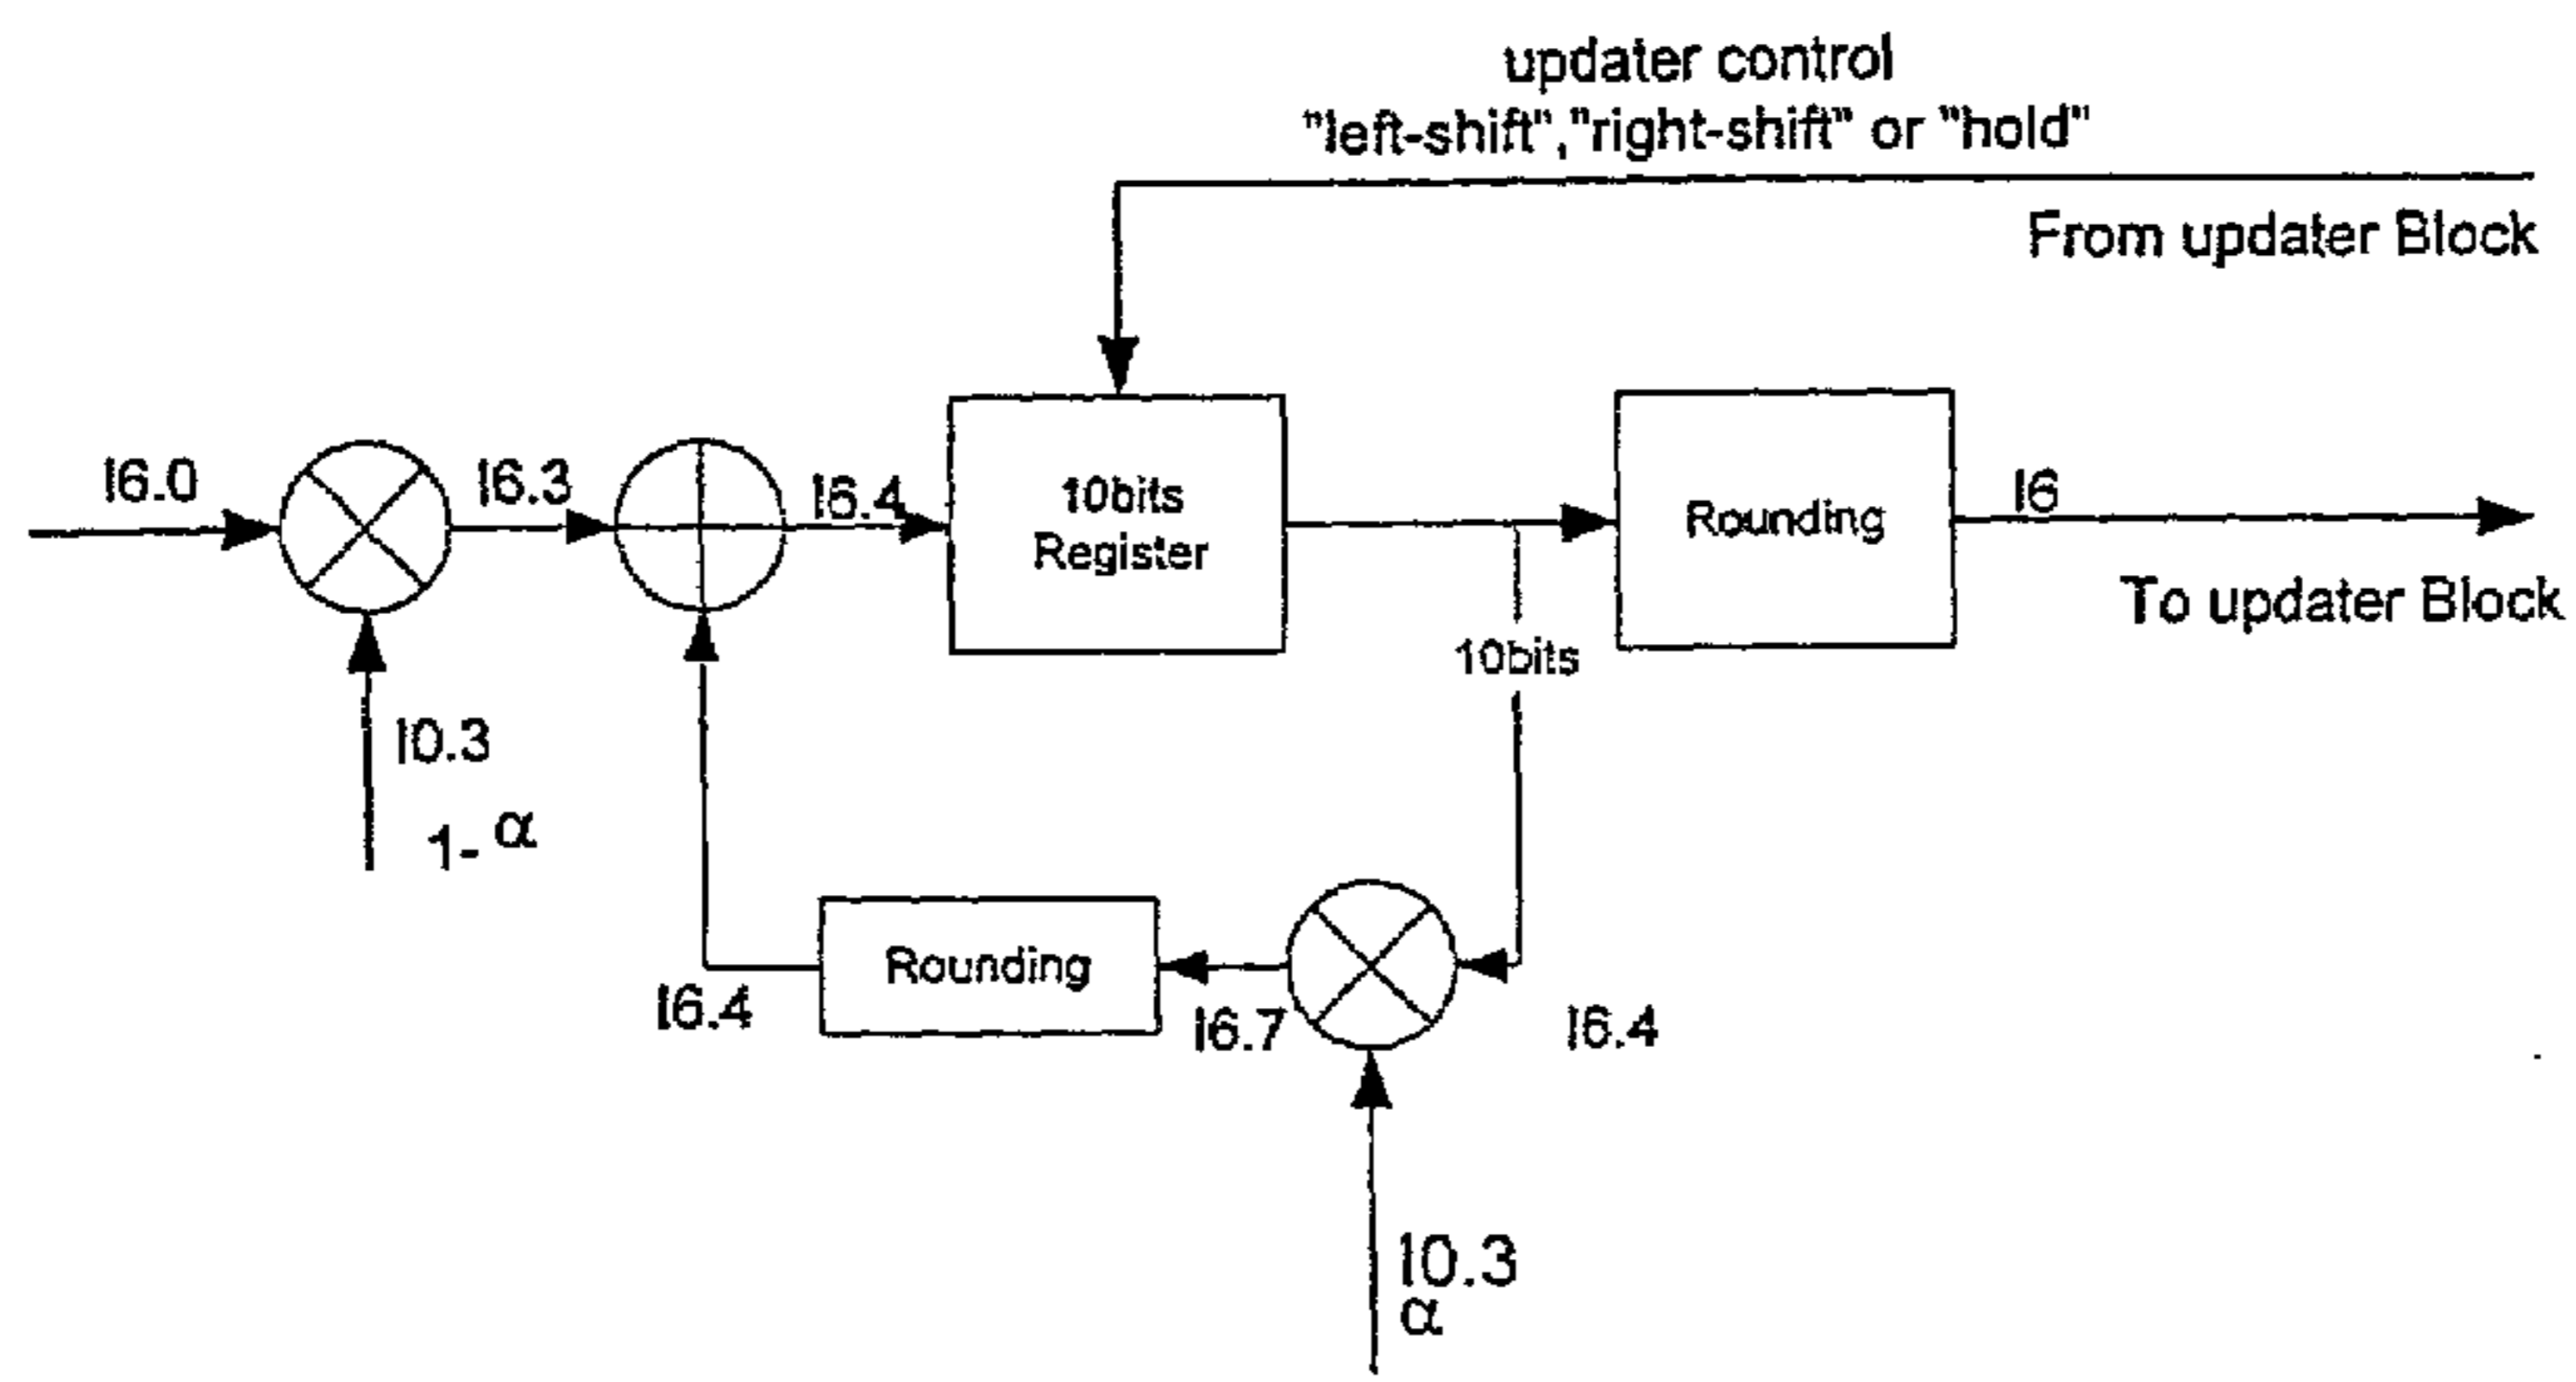 updater control
"left-shift","right-shift" or "hold"
From updater Block
I6.0
I6.3
I6.4
10bits
Register
Rounding
I6
To updater Block
10bits
I0.3
1- α
Rounding
I6.4
I6.7
I6.4
I0.3
α